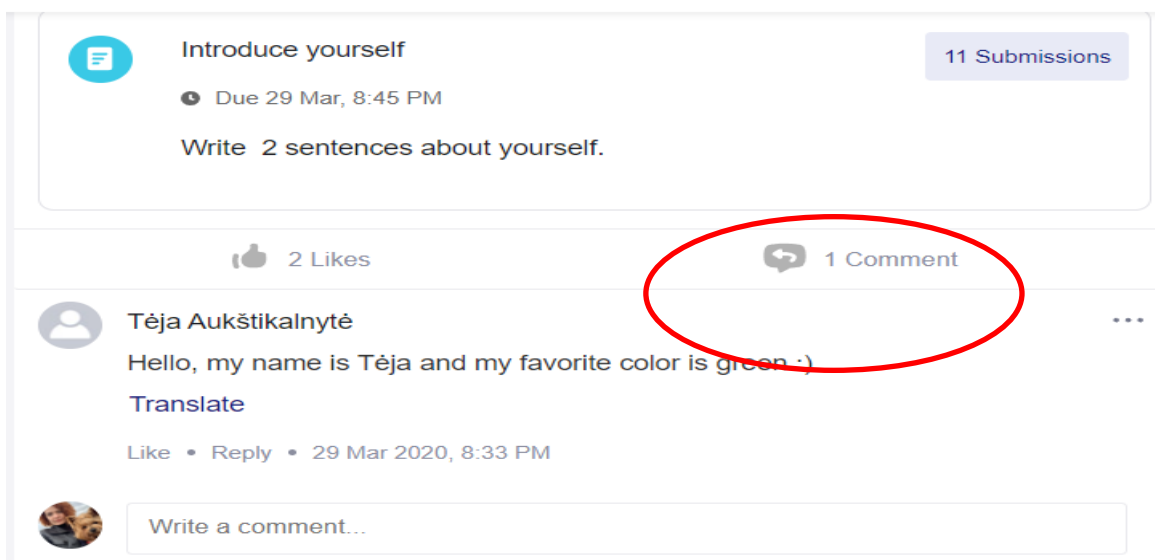 Introduce yourself
11 Submissions
Due 29 Mar, 8:45 PM
Write 2 sentences about yourself.
2 Likes
1 Comment
Tėja Aukštikalnytė
Hello, my name is Tėja and my favorite color is green :)
Translate
Like • Reply • 29 Mar 2020, 8:33 PM
Write a comment...